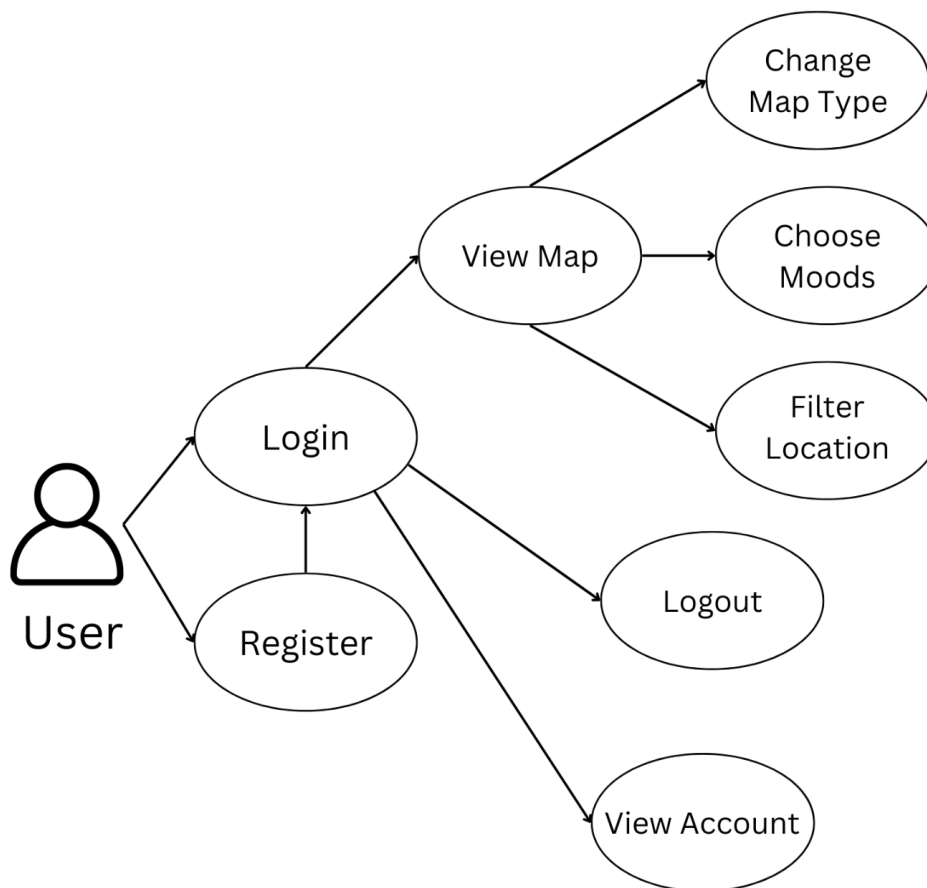 Change
Map Type
View Map
Choose
Moods
Filter
Location
Login
User
Register
Logout
View Account